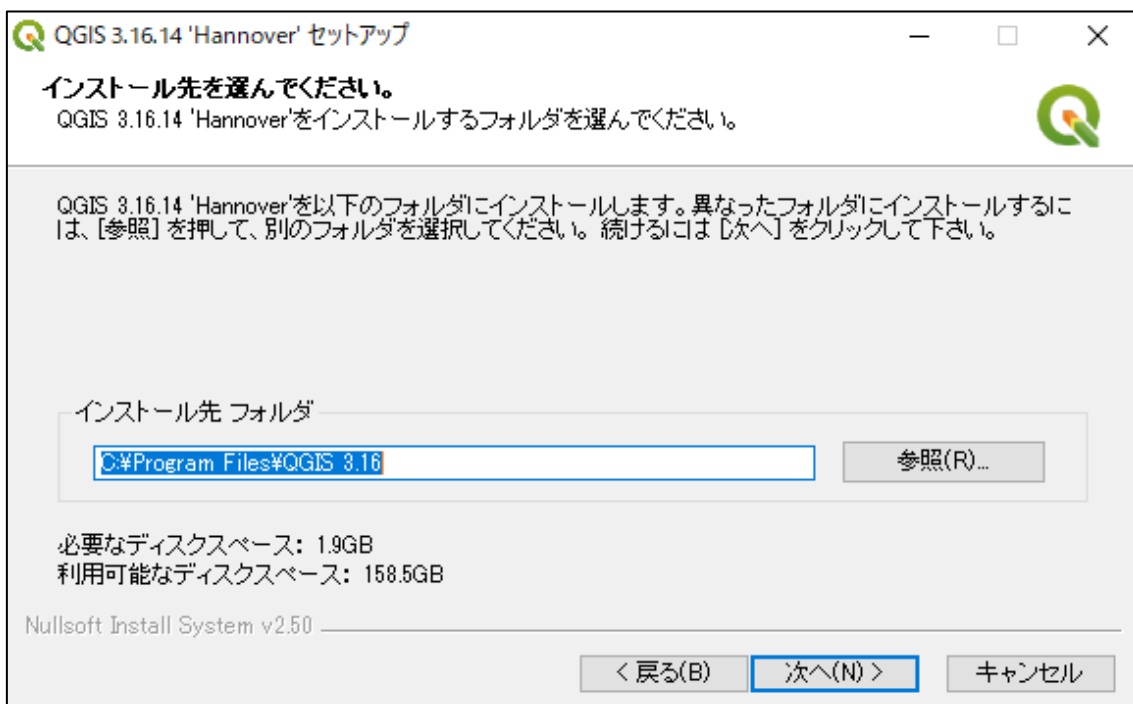 QGIS 3.16.14 'Hannover' セットアップ
インストール先を選んでください。
QGIS 3.16.14 'Hannover'をインストールするフォルダを選んでください。
QGIS 3.16.14 'Hannover'を以下のフォルダにインストールします。異なったフォルダにインストールするに
は、[参照] を押して、別のフォルダを選択してください。 続けるには [次へ] をクリックして下さい。
インストール先 フォルダ
C:¥Program Files¥QGIS 3.16
参照(R)...
必要なディスクスペース: 1.9GB
利用可能なディスクスペース: 158.5GB
Nullsoft Install System v2.50
< 戻る(B)
次へ(N) >
キャンセル